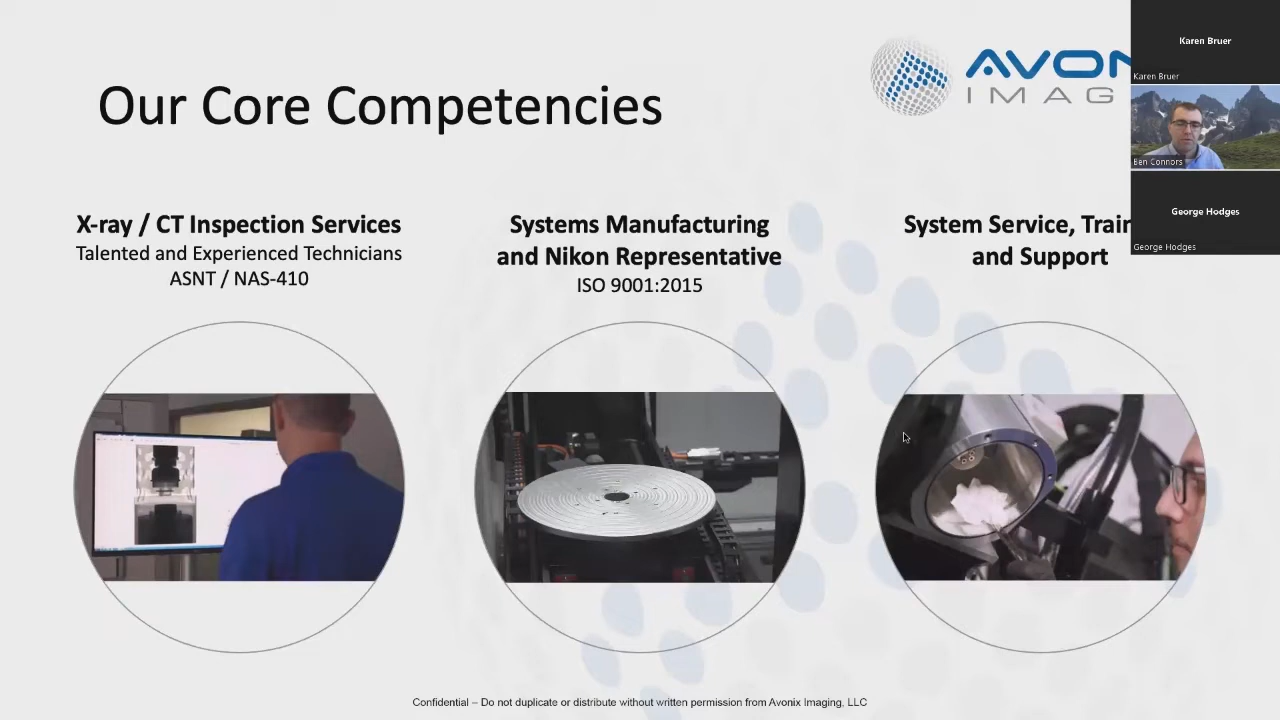 Our Core Competencies
AVON
IMAG
Karen Bruer
Karen Bruer
Ben Connors
George Hodges
George Hodges
X-ray / CT Inspection Services
Talented and Experienced Technicians
ASNT / NAS-410
Systems Manufacturing
and Nikon Representative
ISO 9001:2015
System Service, Train
and Support
Confidential – Do not duplicate or distribute without written permission from Avonix Imaging, LLC